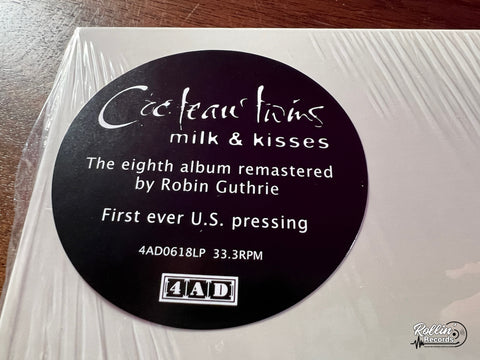 Cocteau Twins
milk & kisses
The eighth album remastered
by Robin Guthrie
First ever U.S. pressing
4AD0618LP 33.3RPM
4AD
Rollin'
Records